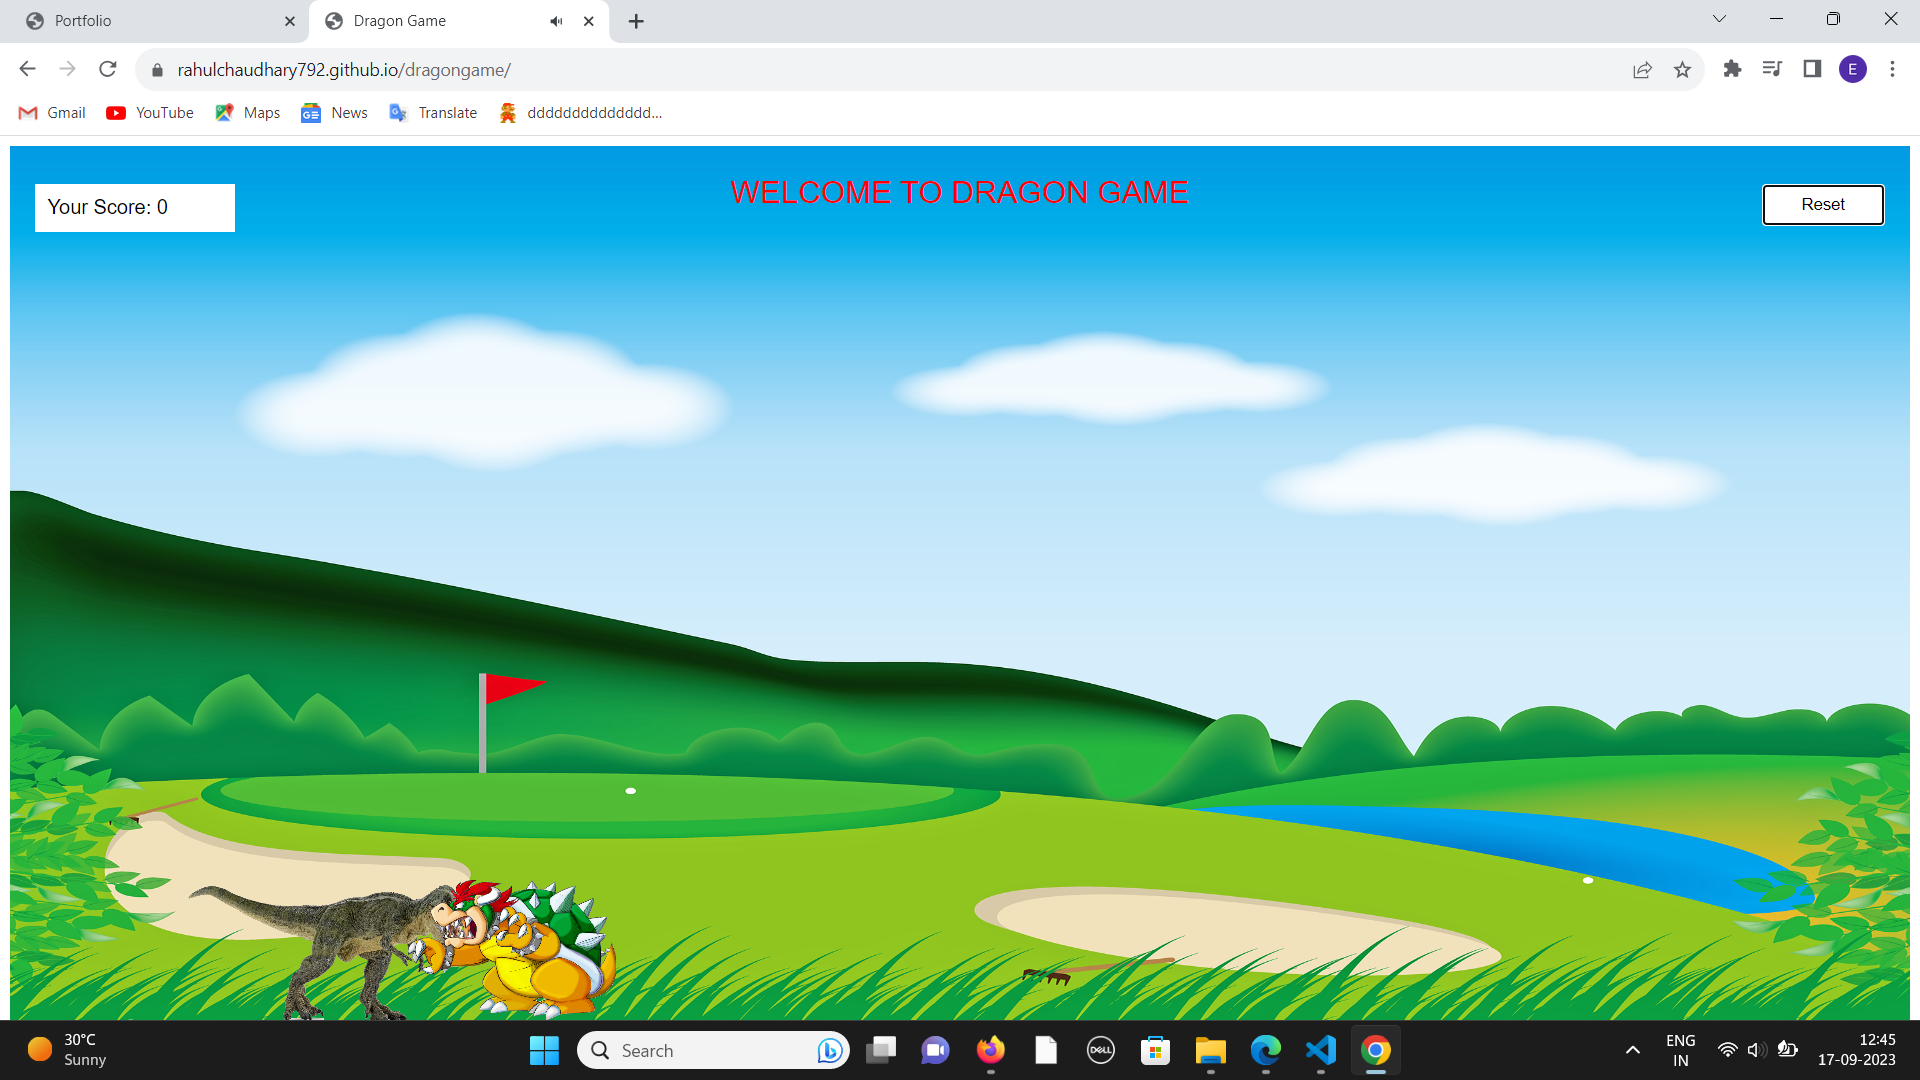 Portfolio
Dragon Game
rahulchaudhary792.github.io/dragongame/
E
Gmail
YouTube
Maps
News
Translate
dddddddddddddd...
Your Score: 0
WELCOME TO DRAGON GAME
Reset
30°C
Sunny
Search
DELL
ENG
IN
12:45
17-09-2023